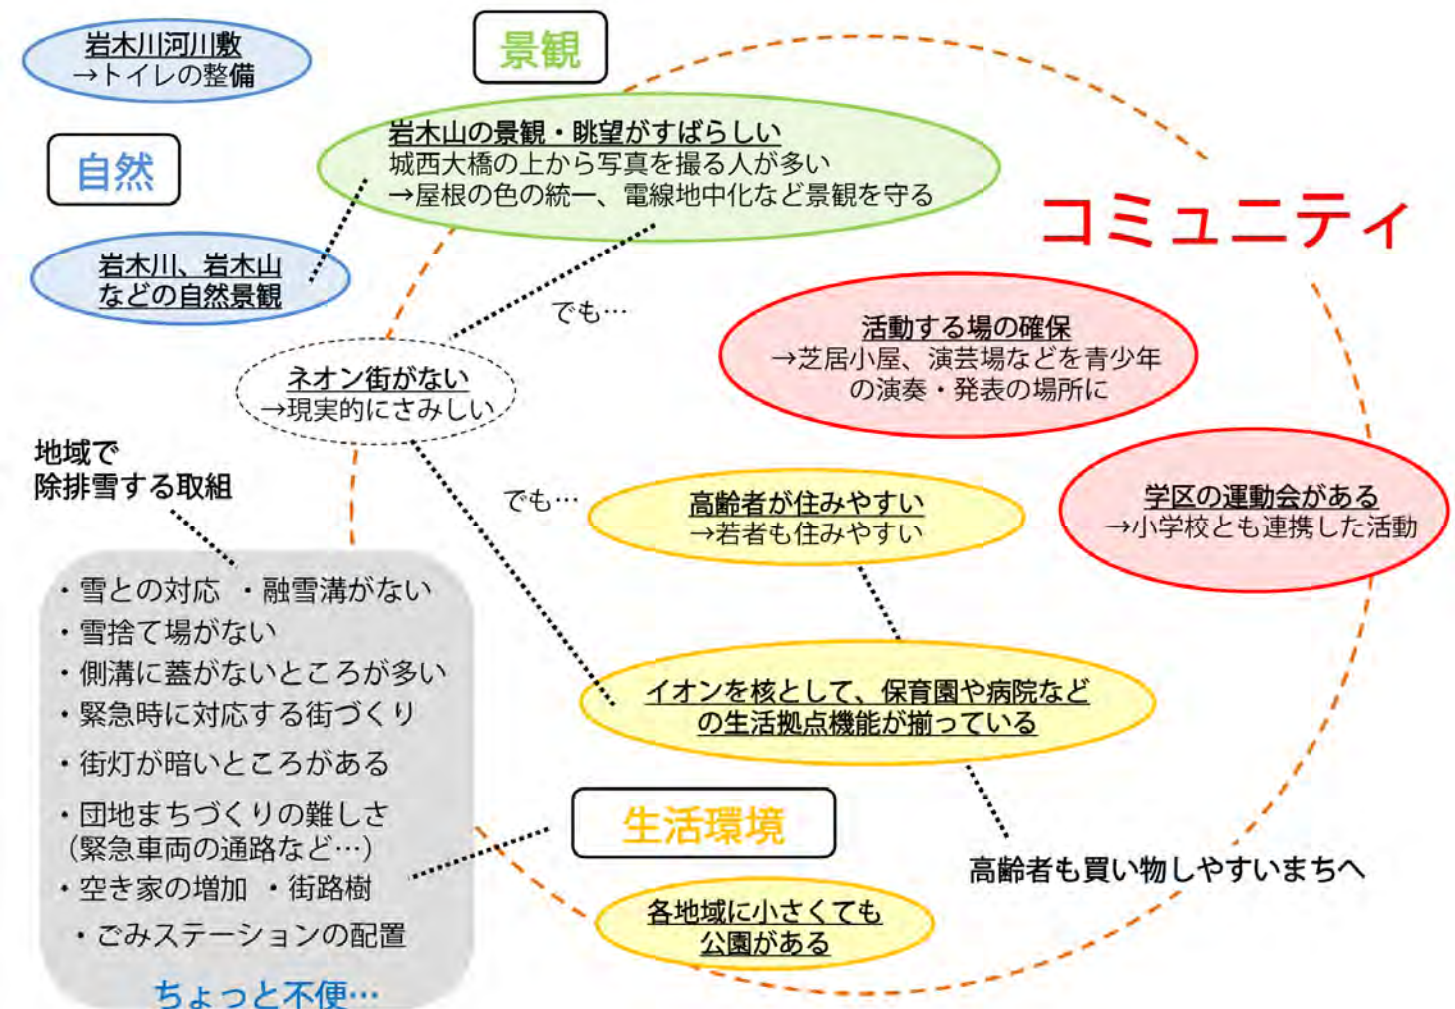 岩木川河川敷
→トイレの整備
景観
自然
岩木山の景観・眺望がすばらしい
城西大橋の上から写真を撮る人が多い
→屋根の色の統一、電線地中化など景観を守る
コミュニティ
岩木川、岩木山
などの自然景観
でも…
活動する場の確保
→芝居小屋、演芸場などを青少年
の演奏・発表の場所に
ネオン街がない
→現実的にさみしい
地域で
除排雪する取組
でも…
高齢者が住みやすい
→若者も住みやすい
学区の運動会がある
→小学校とも連携した活動
・雪との対応 ・融雪溝がない
・雪捨て場がない
・側溝に蓋がないところが多い
・緊急時に対応する街づくり
・街灯が暗いところがある
・団地まちづくりの難しさ
（緊急車両の通路など…）
・空き家の増加 ・街路樹
・ごみステーションの配置
ちょっと不便…
イオンを核として、保育園や病院など
の生活拠点機能が揃っている
生活環境
高齢者も買い物しやすいまちへ
各地域に小さくても
公園がある